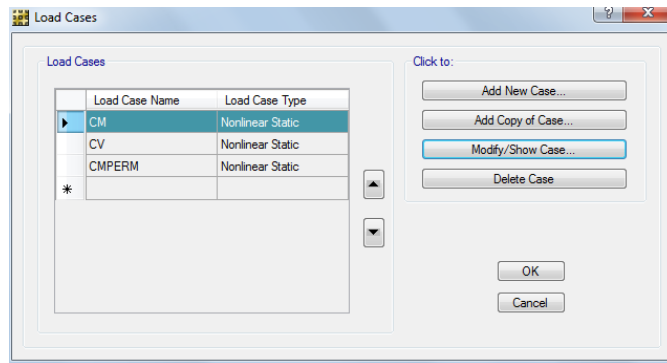 Load Cases
Load Cases
Load Case Name Load Case Type
CM Nonlinear Static
CV Nonlinear Static
CMPERM Nonlinear Static
Click to:
Add New Case...
Add Copy of Case...
Modify/Show Case...
Delete Case
OK
Cancel